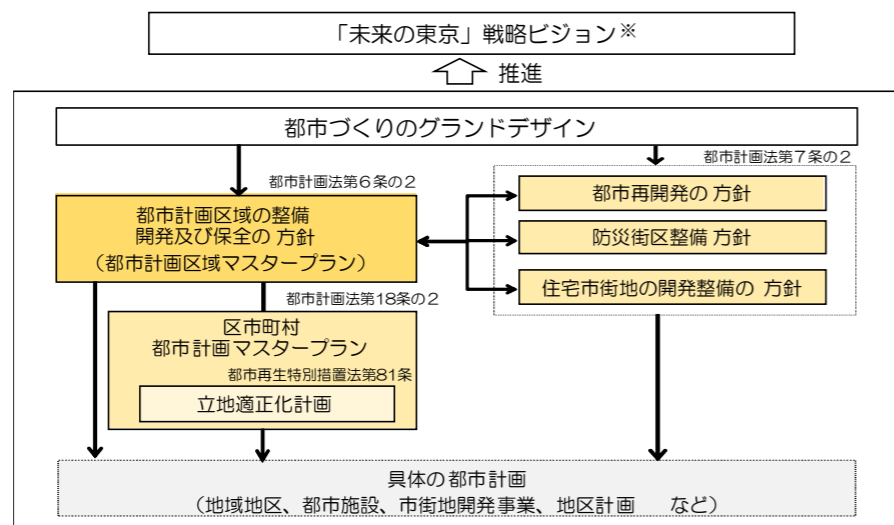 「未来の東京」戦略ビジョン※
推進
都市づくりのグランドデザイン
都市計画法第7条の2
都市計画法第6条の2
都市再開発の 方針
都市計画区域の整備
開発及び保全の 方針
（都市計画区域マスタープラン）
防災街区整備 方針
住宅市街地の開発整備の 方針
都市計画法第18条の2
区市町村
都市計画マスタープラン
都市再生特別措置法第81条
立地適正化計画
具体の都市計画
（地域地区、都市施設、市街地開発事業、地区計画　など）